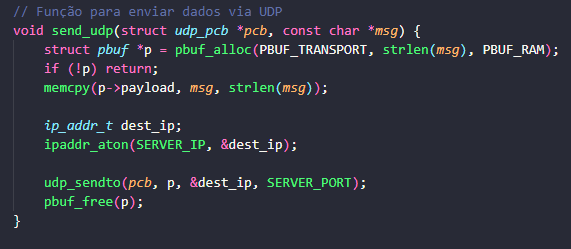 // Função para enviar dados via UDP
void send_udp(struct udp_pcb *pcb, const char *msg) {
    struct pbuf *p = pbuf_alloc(PBUF_TRANSPORT, strlen(msg), PBUF_RAM);
    if (!p) return;
    memcpy(p->payload, msg, strlen(msg));

    ip_addr_t dest_ip;
    ipaddr_aton(SERVER_IP, &dest_ip);

    udp_sendto(pcb, p, &dest_ip, SERVER_PORT);
    pbuf_free(p);
}